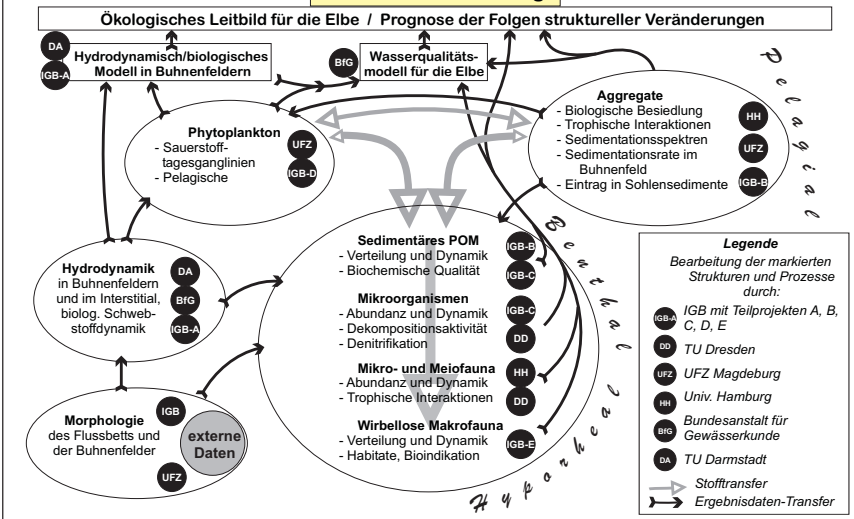 Ökologisches Leitbild für die Elbe / Prognose der Folgen struktureller Veränderungen
DA
IGB-A
Hydrodynamisch/biologisches
Modell in Buhnenfeldern
BfG
Wasserqualitäts-
modell für die Elbe
Pelagial
Phytoplankton
- Sauerstoff-
tagesganglinien
- Pelagische
UFZ
IGB-D
Aggregate
- Biologische Besiedlung
- Trophische Interaktionen
- Sedimentationsspektren
- Sedimentationsrate im
Buhnenfeld
- Eintrag in Sohlensedimente
HH
UFZ
IGB-B
Benthal
Hydrodynamik
in Buhnenfeldern
und im Interstitial,
biolog. Schweb-
stoffdynamik
DA
BfG
IGB-A
Sedimentäres POM
- Verteilung und Dynamik
- Biochemische Qualität
IGB-B
IGB-C
Mikroorganismen
- Abundanz und Dynamik
- Dekompositionsaktivität
- Denitrifikation
IGB-C
DD
Mikro- und Meiofauna
- Abundanz und Dynamik
- Trophische Interaktionen
HH
DD
Wirbellose Makrofauna
- Verteilung und Dynamik
- Habitate, Bioindikation
IGB-E
Hyporheal
Morphologie
des Flussbetts und
der Buhnenfelder
IGB
externe
Daten
UFZ
Legende
Bearbeitung der markierten
Strukturen und Prozesse
durch:
IGB-A IGB mit Teilprojekten A, B,
C, D, E
DD TU Dresden
UFZ UFZ Magdeburg
HH Univ. Hamburg
BfG Bundesanstalt für
Gewässerkunde
DA TU Darmstadt
Stofftransfer
Ergebnisdaten-Transfer